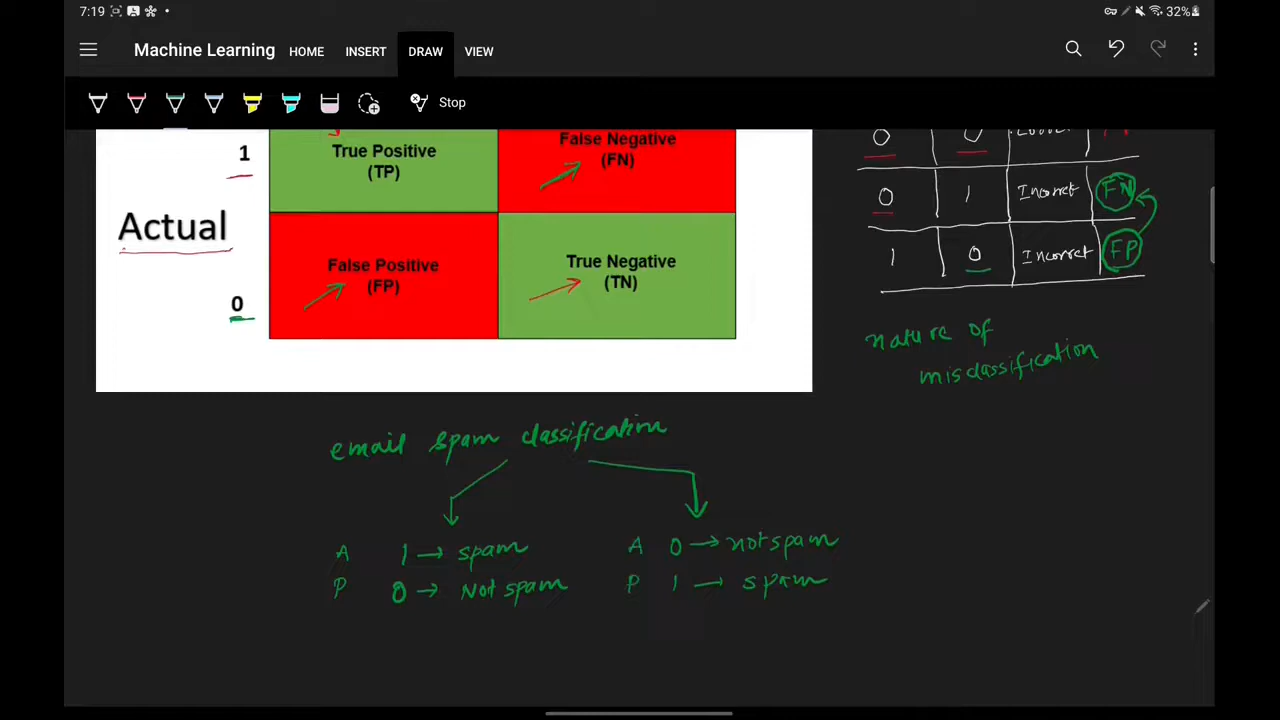 7:19
32%
Machine Learning HOME INSERT DRAW VIEW
Stop
1
True Positive
(TP)
False Negative
(FN)
Actual
False Positive
(FP)
True Negative
(TN)
0
0 0
0 1 Incorrect FN
1 0 Incorrect FP
nature of
misclassification
email spam classification
A 1 → spam
P 0 → Not spam
A 0 → not spam
P 1 → spam